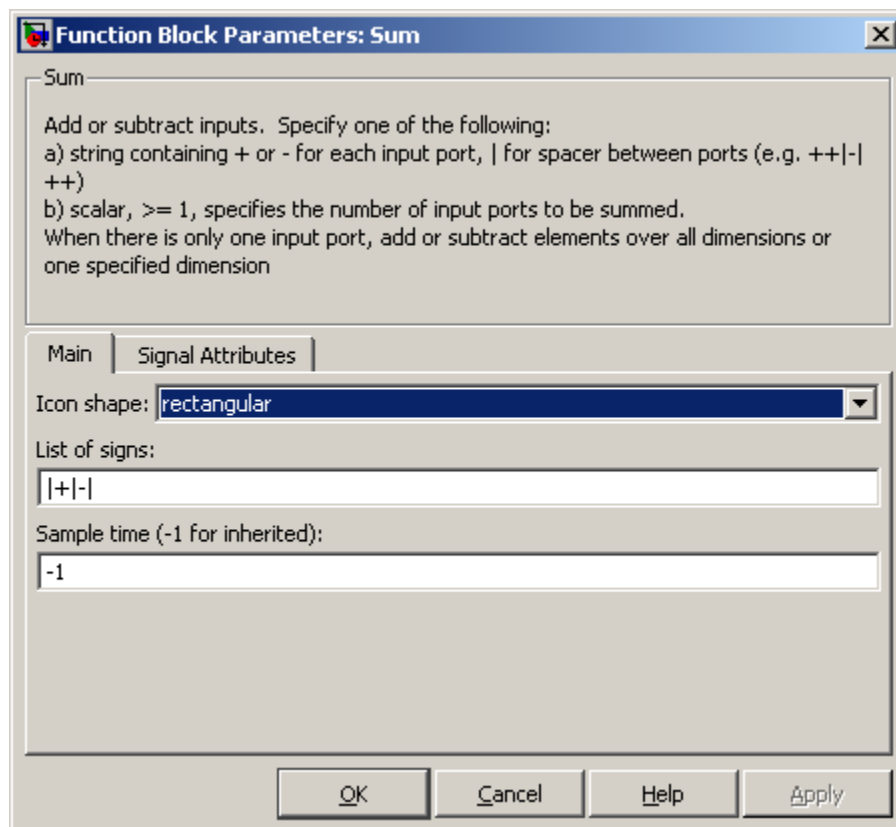 Function Block Parameters: Sum
Sum
Add or subtract inputs. Specify one of the following:
a) string containing + or - for each input port, | for spacer between ports (e.g. ++|-|
++)
b) scalar, >= 1, specifies the number of input ports to be summed.
When there is only one input port, add or subtract elements over all dimensions or
one specified dimension
Main Signal Attributes
Icon shape: rectangular
List of signs:
|+|-|
Sample time (-1 for inherited):
-1
OK Cancel Help Apply